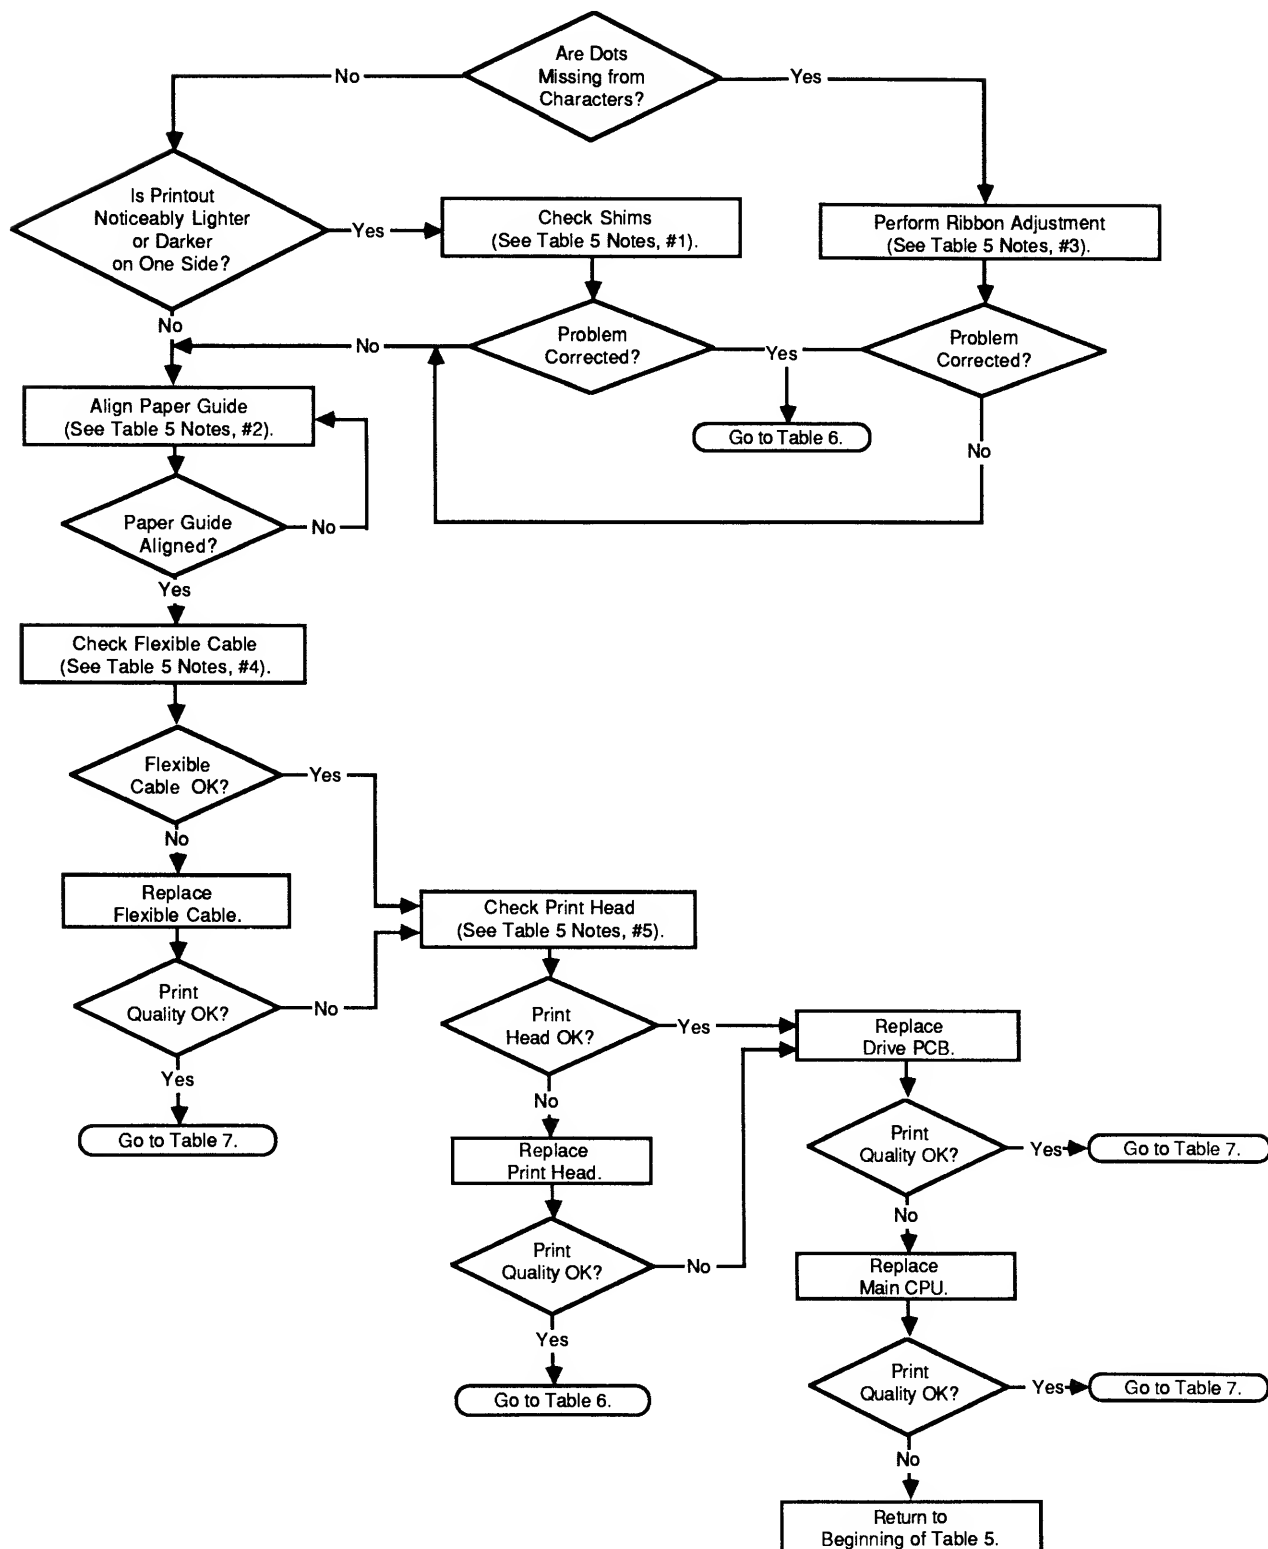 Are Dots
Missing from
Characters?
No
Yes
Is Printout
Noticeably Lighter
or Darker
on One Side?
Yes
Check Shims
(See Table 5 Notes, #1).
Perform Ribbon Adjustment
(See Table 5 Notes, #3).
No
Problem
Corrected?
No
Yes
Problem
Corrected?
Go to Table 6.
No
Align Paper Guide
(See Table 5 Notes, #2).
Paper Guide
Aligned?
No
Yes
Check Flexible Cable
(See Table 5 Notes, #4).
Flexible
Cable OK?
Yes
No
Replace
Flexible Cable.
Check Print Head
(See Table 5 Notes, #5).
Print
Quality OK?
No
Yes
Go to Table 7.
Print
Head OK?
Yes
No
Replace
Drive PCB.
Replace
Print Head.
Print
Quality OK?
Yes
Go to Table 7.
No
Print
Quality OK?
No
Yes
Go to Table 6.
Replace
Main CPU.
Print
Quality OK?
Yes
Go to Table 7.
No
Return to
Beginning of Table 5.